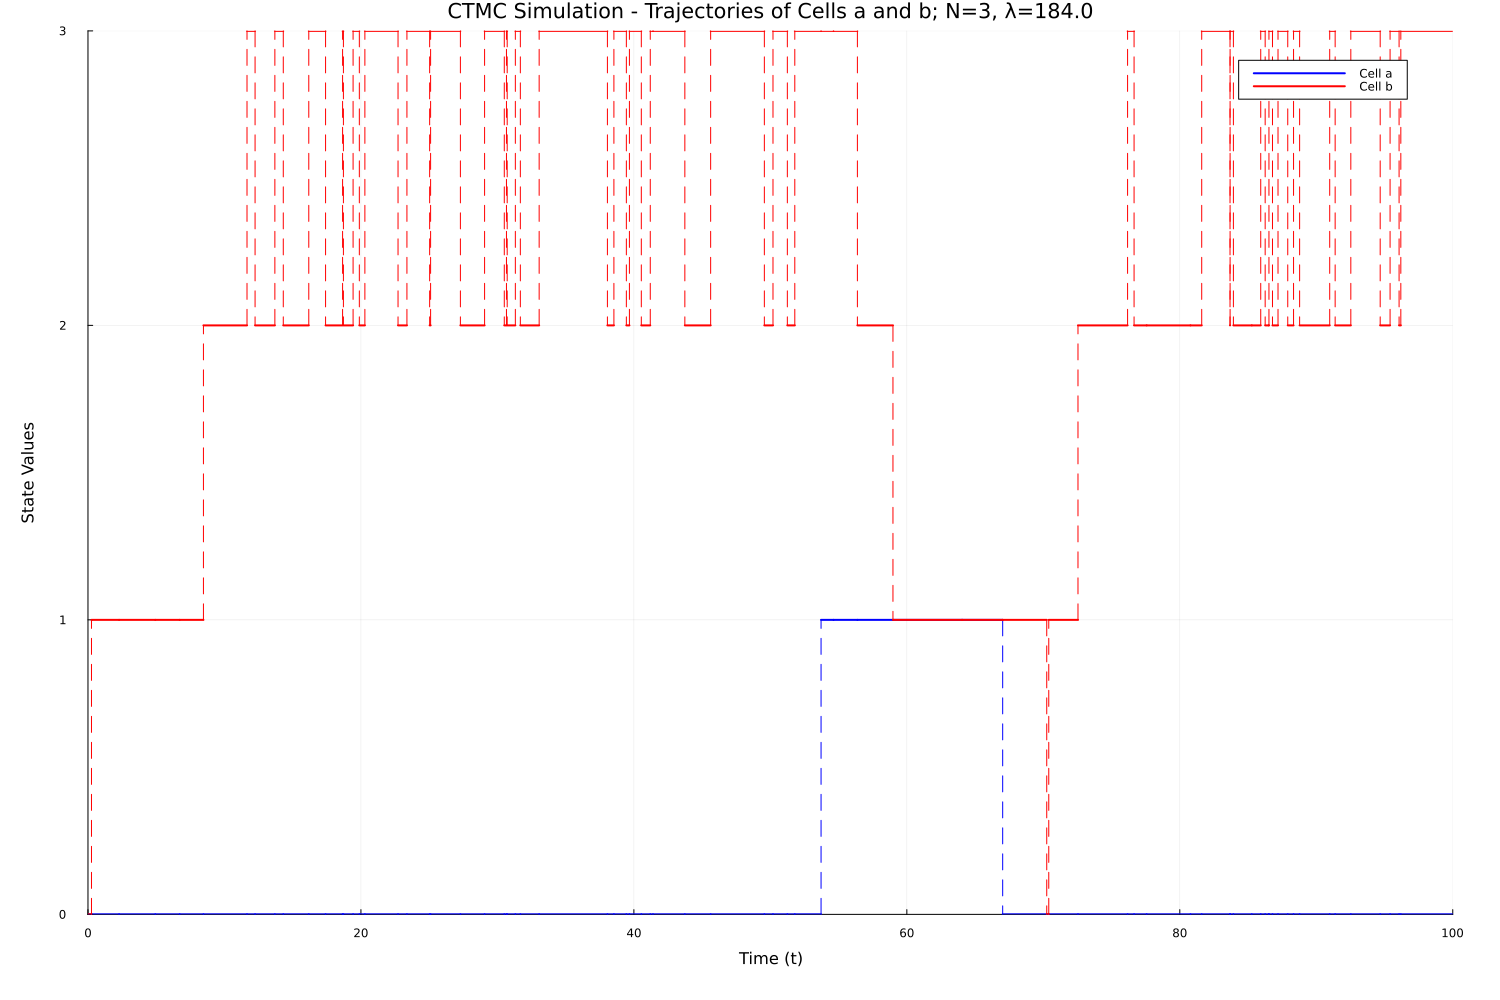 CTMC Simulation - Trajectories of Cells a and b; N=3, λ=184.0
3
Cell a
Cell b
2
State Values
1
0
0 20 40 60 80 100
Time (t)